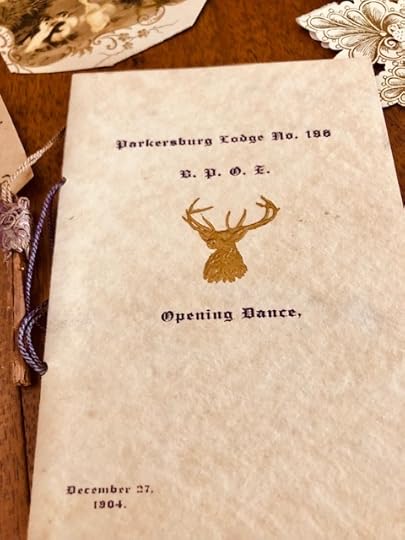 Parkersburg Lodge No. 198
B. P. O. E.
Opening Dance,
December 27,
1904.